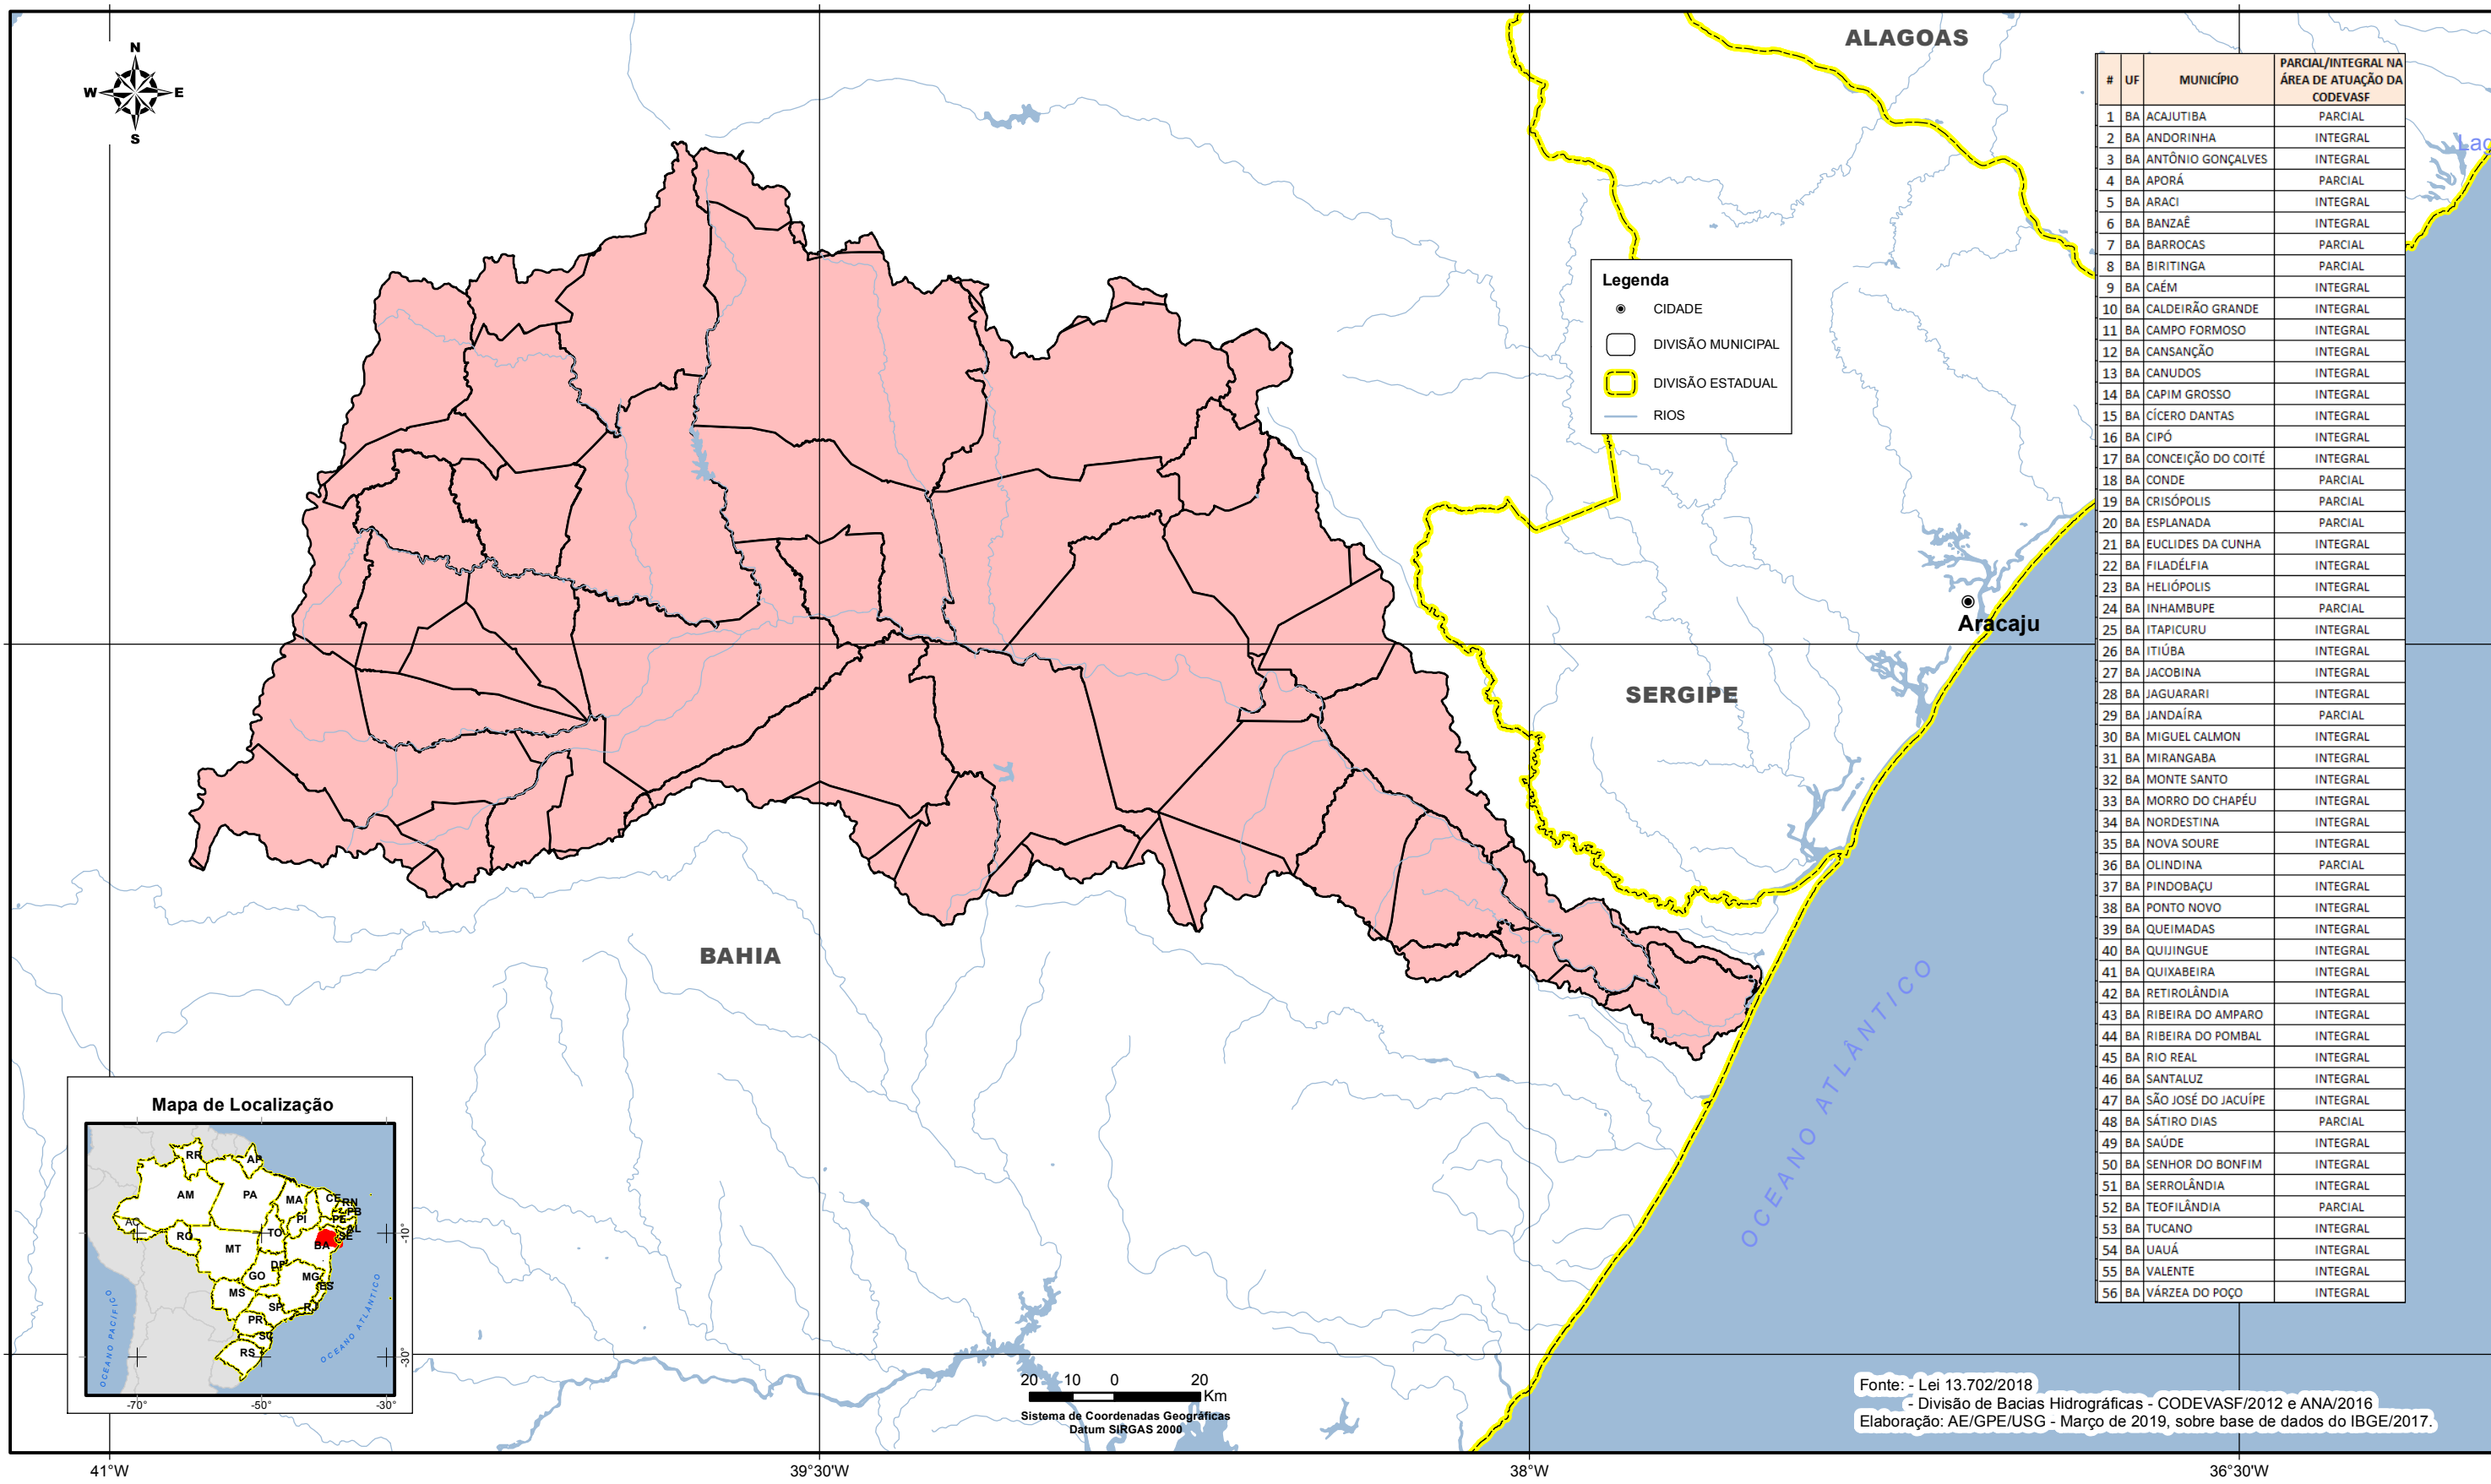 N
W E
S
ALAGOAS
SERGIPE
BAHIA
Aracaju
OCEANO ATLÂNTICO
Legenda
CIDADE
DIVISÃO MUNICIPAL
DIVISÃO ESTADUAL
RIOS
# UF MUNICÍPIO PARCIAL/INTEGRAL NA
ÁREA DE ATUAÇÃO DA
CODEVASF
1 BA ACAJUTIBA PARCIAL
2 BA ANDORINHA INTEGRAL
3 BA ANTÔNIO GONÇALVES INTEGRAL
4 BA APORÁ PARCIAL
5 BA ARACI INTEGRAL
6 BA BANZAÊ INTEGRAL
7 BA BARROCAS PARCIAL
8 BA BIRITINGA PARCIAL
9 BA CAÉM INTEGRAL
10 BA CALDEIRÃO GRANDE INTEGRAL
11 BA CAMPO FORMOSO INTEGRAL
12 BA CANSANÇÃO INTEGRAL
13 BA CANUDOS INTEGRAL
14 BA CAPIM GROSSO INTEGRAL
15 BA CÍCERO DANTAS INTEGRAL
16 BA CIPÓ INTEGRAL
17 BA CONCEIÇÃO DO COITÉ INTEGRAL
18 BA CONDE PARCIAL
19 BA CRISÓPOLIS PARCIAL
20 BA ESPLANADA PARCIAL
21 BA EUCLIDES DA CUNHA INTEGRAL
22 BA FILADÉLFIA INTEGRAL
23 BA HELIÓPOLIS INTEGRAL
24 BA INHAMBUPE PARCIAL
25 BA ITAPICURU INTEGRAL
26 BA ITIÚBA INTEGRAL
27 BA JACOBINA INTEGRAL
28 BA JAGUARARI INTEGRAL
29 BA JANDAÍRA PARCIAL
30 BA MIGUEL CALMON INTEGRAL
31 BA MIRANGABA INTEGRAL
32 BA MONTE SANTO INTEGRAL
33 BA MORRO DO CHAPÉU INTEGRAL
34 BA NORDESTINA INTEGRAL
35 BA NOVA SOURE INTEGRAL
36 BA OLINDINA PARCIAL
37 BA PINDOBAÇU INTEGRAL
38 BA PONTO NOVO INTEGRAL
39 BA QUEIMADAS INTEGRAL
40 BA QUIJINGUE INTEGRAL
41 BA QUIXABEIRA INTEGRAL
42 BA RETIROLÂNDIA INTEGRAL
43 BA RIBEIRA DO AMPARO INTEGRAL
44 BA RIBEIRA DO POMBAL INTEGRAL
45 BA RIO REAL INTEGRAL
46 BA SANTALUZ INTEGRAL
47 BA SÃO JOSÉ DO JACUÍPE INTEGRAL
48 BA SÁTIRO DIAS PARCIAL
49 BA SAÚDE INTEGRAL
50 BA SENHOR DO BONFIM INTEGRAL
51 BA SERROLÂNDIA INTEGRAL
52 BA TEOFILÂNDIA PARCIAL
53 BA TUCANO INTEGRAL
54 BA UAUÁ INTEGRAL
55 BA VALENTE INTEGRAL
56 BA VÁRZEA DO POÇO INTEGRAL
Mapa de Localização
RR AP
AM PA MA CE RN
PB
PI PE
AL
AC RO TO SE
MT BA
DF
GO MG
ES
MS
SP RJ
PR
SC
RS
OCEANO PACÍFICO
OCEANO ATLÂNTICO
-10°
-30°
-70° -50° -30°
20 10 0 20
Km
Sistema de Coordenadas Geográficas
Datum SIRGAS 2000
Fonte: - Lei 13.702/2018
- Divisão de Bacias Hidrográficas - CODEVASF/2012 e ANA/2016
Elaboração: AE/GPE/USG - Março de 2019, sobre base de dados do IBGE/2017.
41°W 39°30'W 38°W 36°30'W